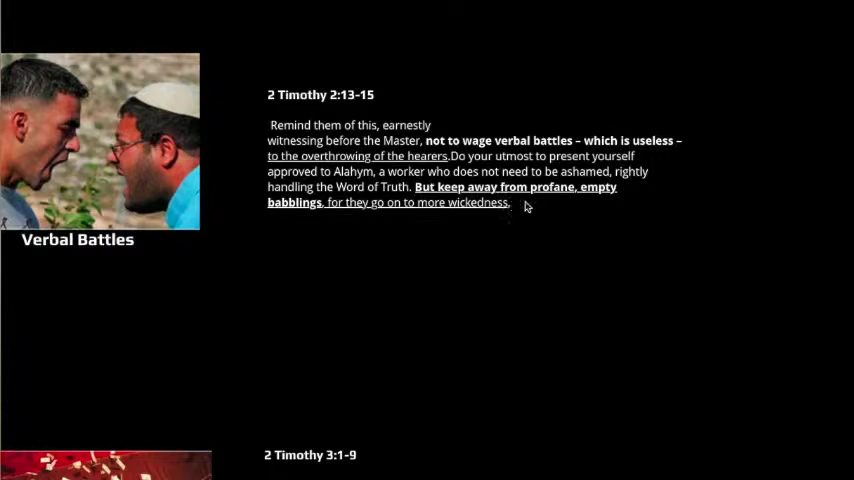 2 Timothy 2:13-15
Remind them of this, earnestly
witnessing before the Master, not to wage verbal battles – which is useless –
to the overthrowing of the hearers.Do your utmost to present yourself
approved to Alahym, a worker who does not need to be ashamed, rightly
handling the Word of Truth. But keep away from profane, empty
babblings, for they go on to more wickedness,
Verbal Battles
2 Timothy 3:1-9